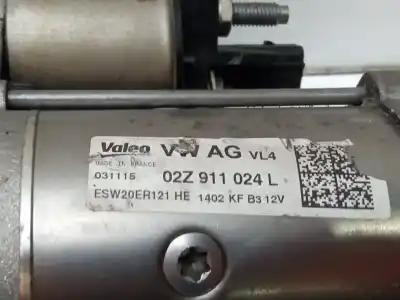 Valeo VW AG VL4
MADE IN FRANCE
031115 02Z 911 024 L
ESW20ER121 HE 1402 KF B3 12V